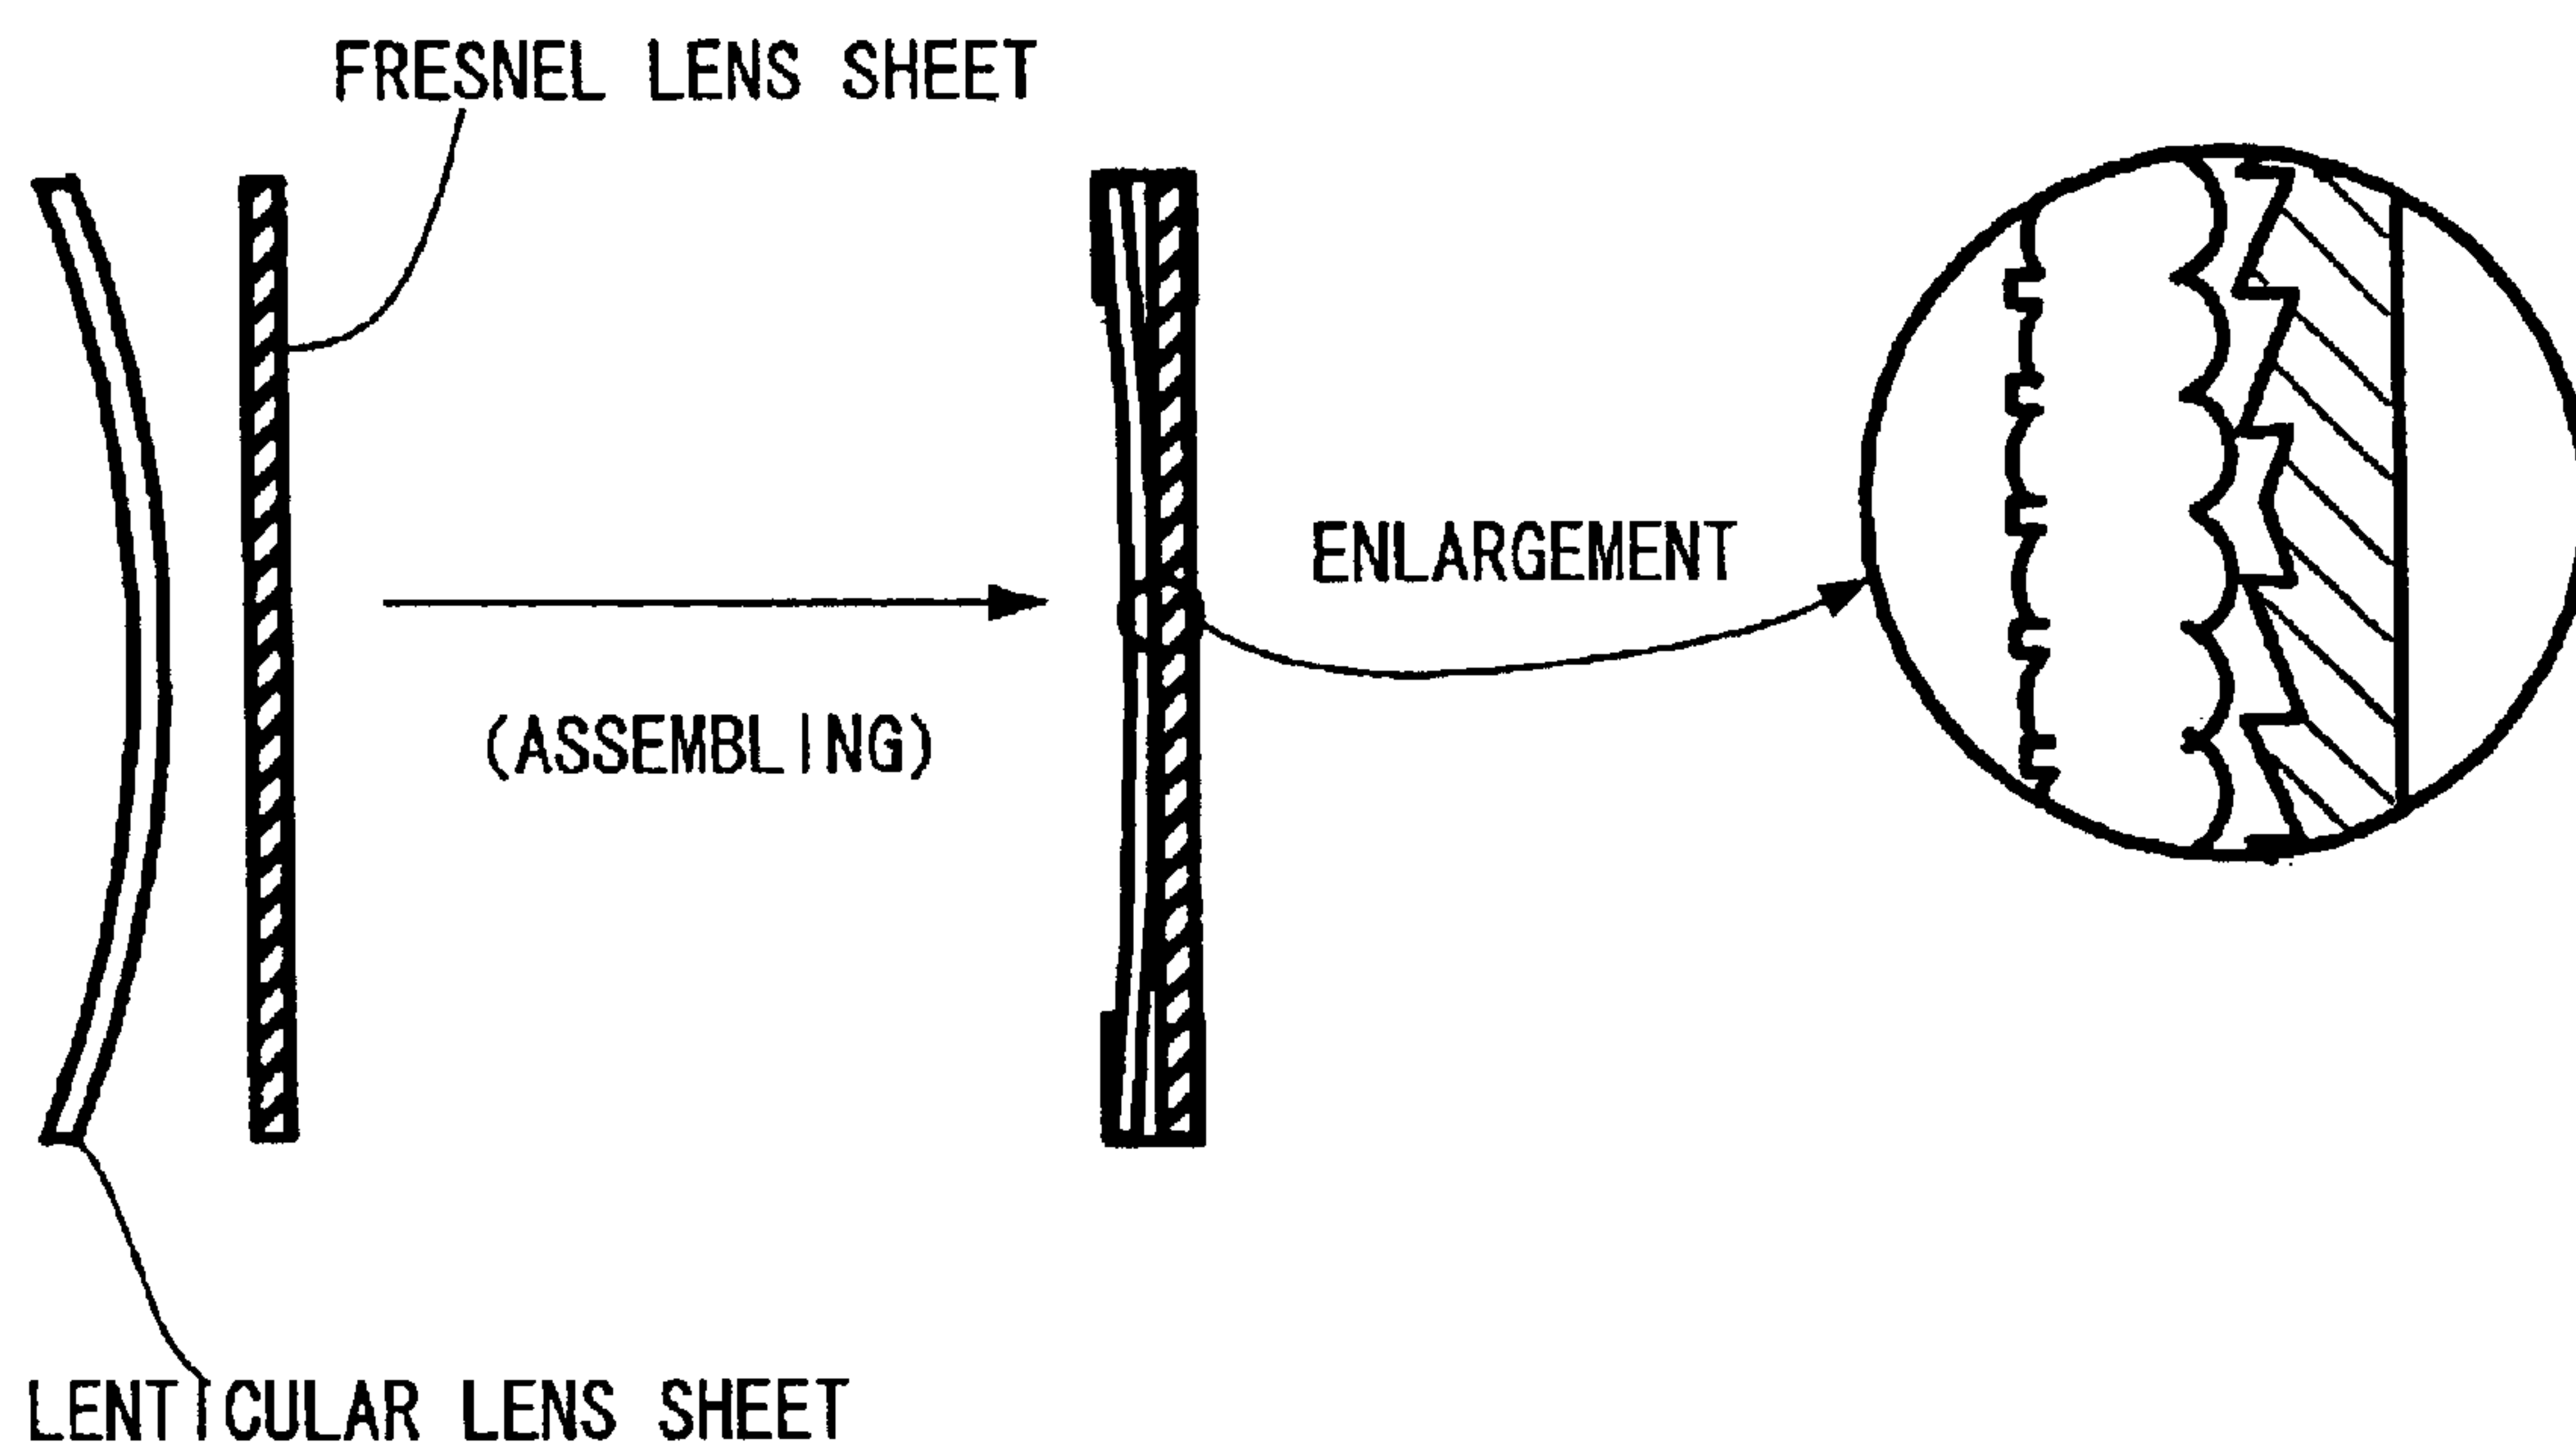 FRESNEL LENS SHEET
ENLARGEMENT
(ASSEMBLING)
LENTICULAR LENS SHEET